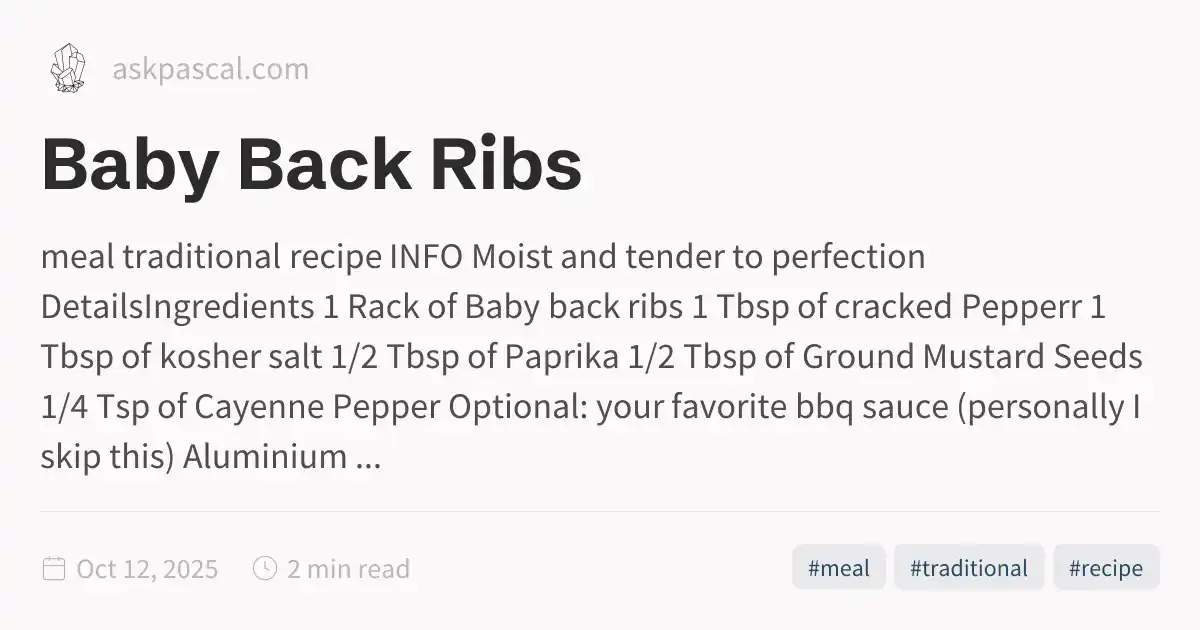 askpascal.com
Baby Back Ribs
meal traditional recipe INFO Moist and tender to perfection
DetailsIngredients 1 Rack of Baby back ribs 1 Tbsp of cracked Pepperr 1
Tbsp of kosher salt 1/2 Tbsp of Paprika 1/2 Tbsp of Ground Mustard Seeds
1/4 Tsp of Cayenne Pepper Optional: your favorite bbq sauce (personally I
skip this) Aluminium ...
Oct 12, 2025 2 min read #meal #traditional #recipe